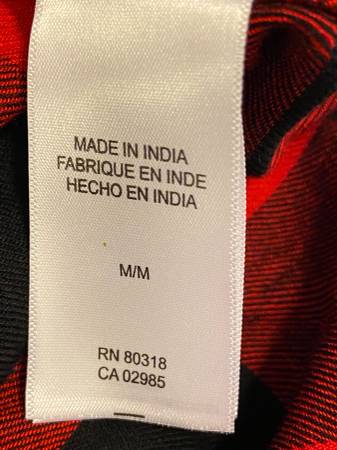 MADE IN INDIA
FABRIQUE EN INDE
HECHO EN INDIA
M/M
RN 80318
CA 02985